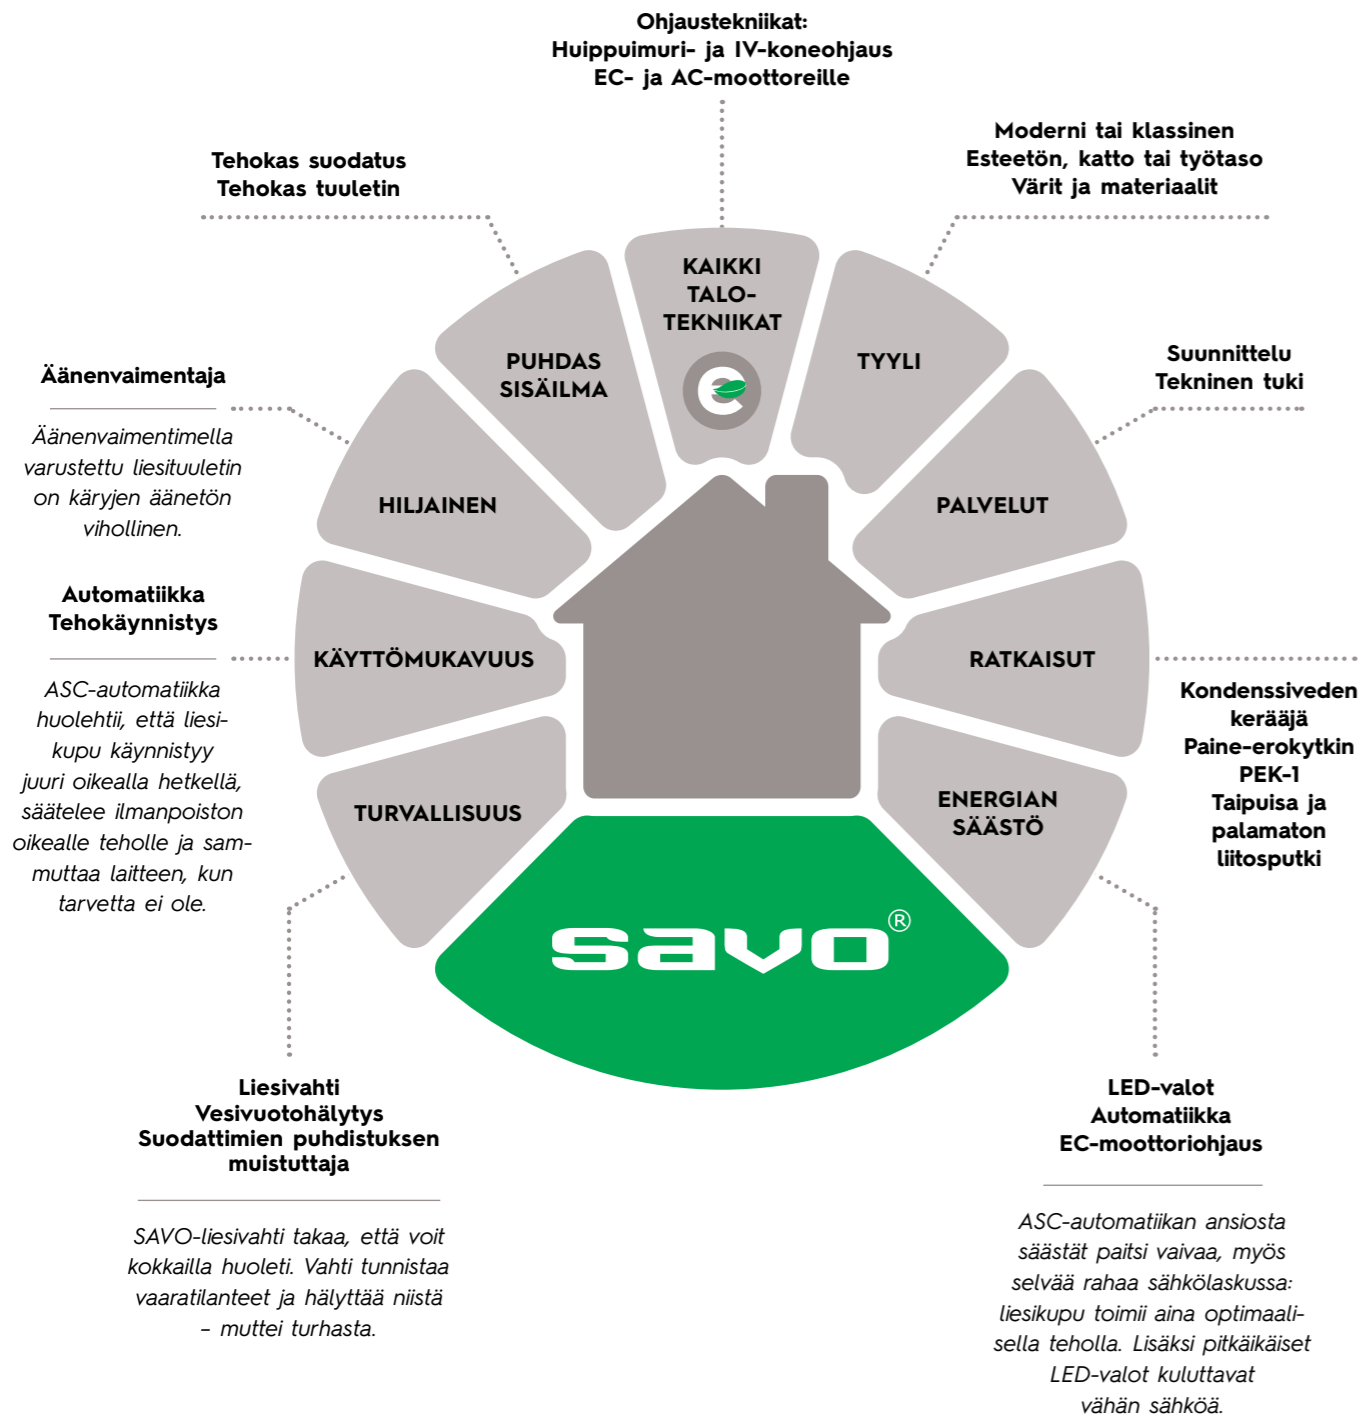 Ohjaustekniikat:
Huippuimuri- ja IV-koneohjaus
EC- ja AC-moottoreille
Tehokas suodatus
Tehokas tuuletin
Moderni tai klassinen
Esteetön, katto tai työtaso
Värit ja materiaalit
KAIKKI
TALO-
TEKNIIKAT
PUHDAS
SISÄILMA
TYYLI
Suunnittelu
Tekninen tuki
Äänenvaimentaja
Äänenvaimentimella
varustettu liesituuletin
on käryjen äänetön
vihollinen.
HILJAINEN
PALVELUT
Automatiikka
Tehokäynnistys
ASC-automatiikka
huolehtii, että liesi-
kupu käynnistyy
juuri oikealla hetkellä,
säätelee ilmanpoiston
oikealle teholle ja sam-
muttaa laitteen, kun
tarvetta ei ole.
KÄYTTÖMUKAVUUS
RATKAISUT
Kondenssiveden
kerääjä
Paine-erokytkin
PEK-1
Taipuisa ja
palamaton
liitosputki
TURVALLISUUS
ENERGIAN
SÄÄSTÖ
savo®
Liesivahti
Vesivuotohälytys
Suodattimien puhdistuksen
muistuttaja
SAVO-liesivahti takaa, että voit
kokkailla huoleti. Vahti tunnistaa
vaaratilanteet ja hälyttää niistä
– muttei turhasta.
LED-valot
Automatiikka
EC-moottoriohjaus
ASC-automatiikan ansiosta
säästät paitsi vaivaa, myös
selvää rahaa sähkölaskussa:
liesikupu toimii aina optimaali-
sella teholla. Lisäksi pitkäikäiset
LED-valot kuluttavat
vähän sähköä.